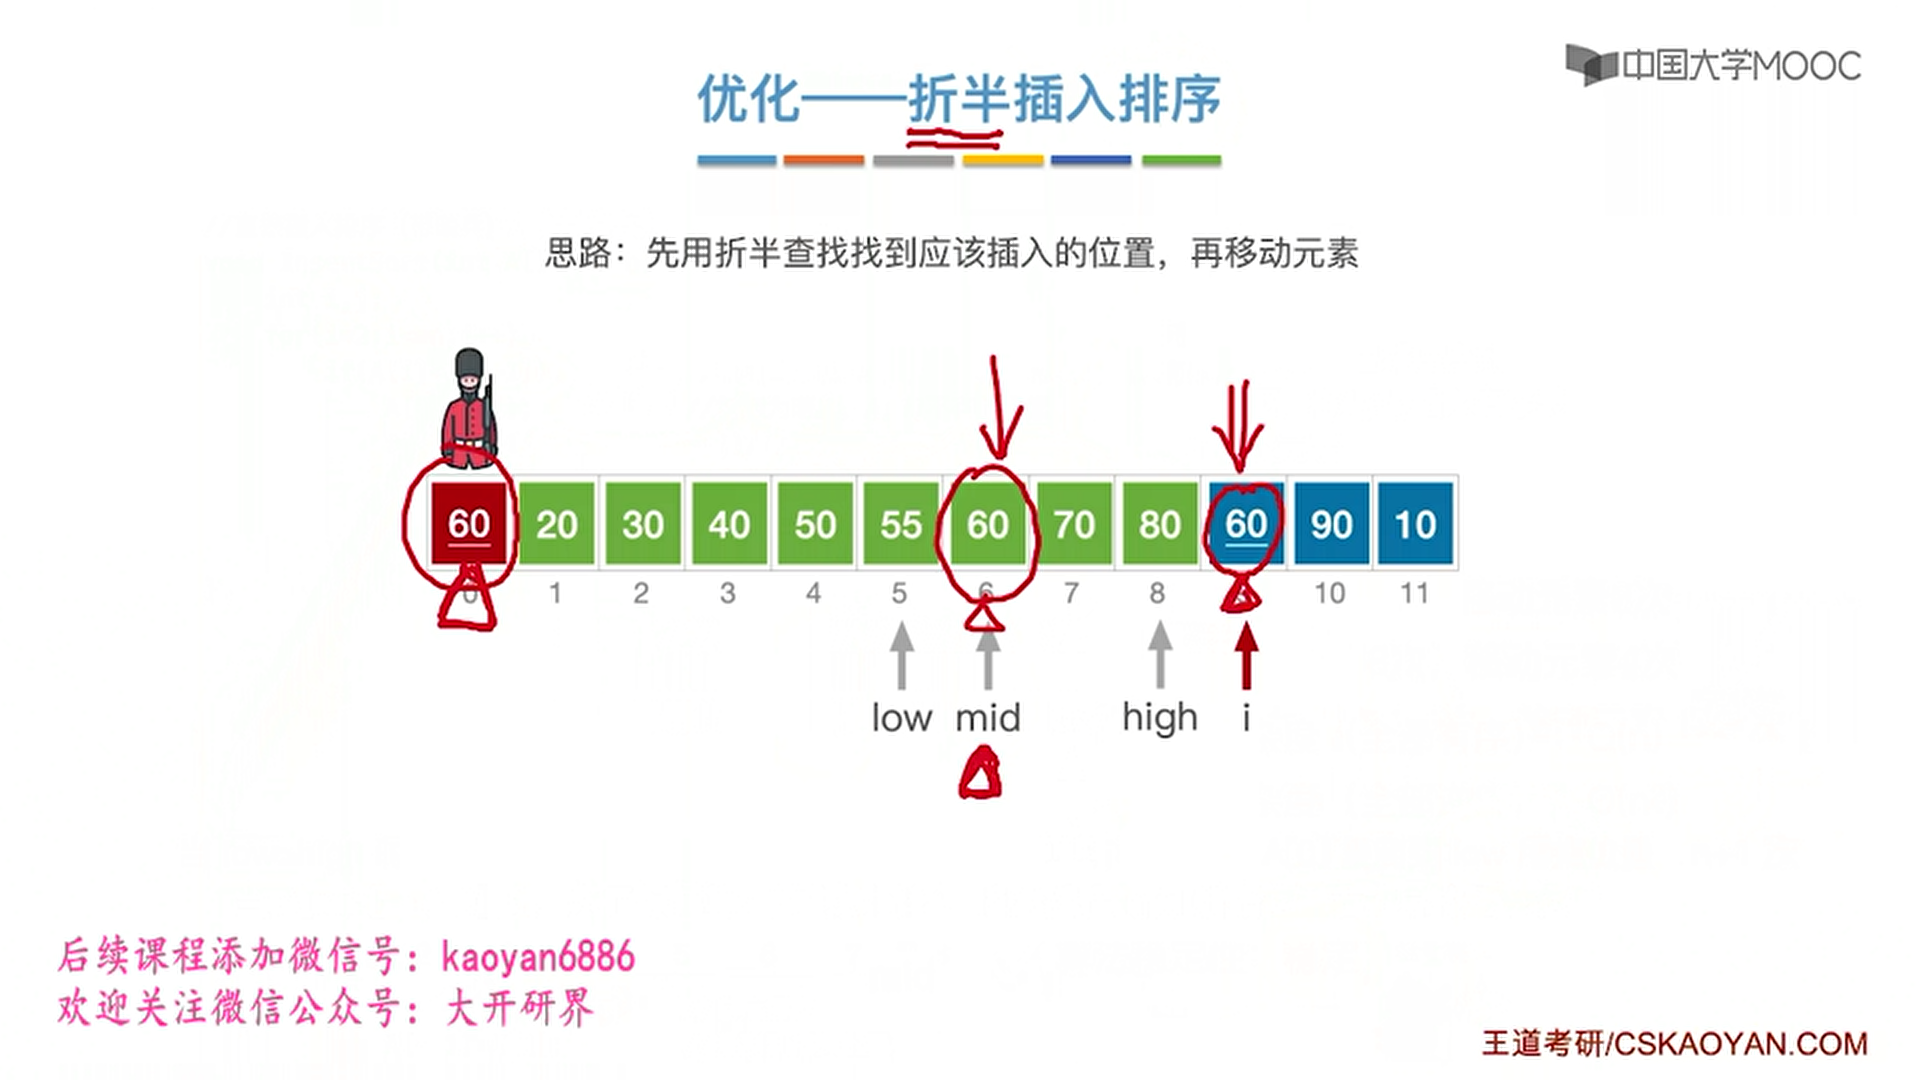 中国大学MOOC
优化——折半插入排序
思路：先用折半查找找到应该插入的位置，再移动元素
60 20 30 40 50 55 60 70 80 60 90 10
0 1 2 3 4 5 6 7 8 10 11
low mid high i
后续课程添加微信号：kaoyan6886
欢迎关注微信公众号：大开研界
王道考研/CSKAOYAN.COM